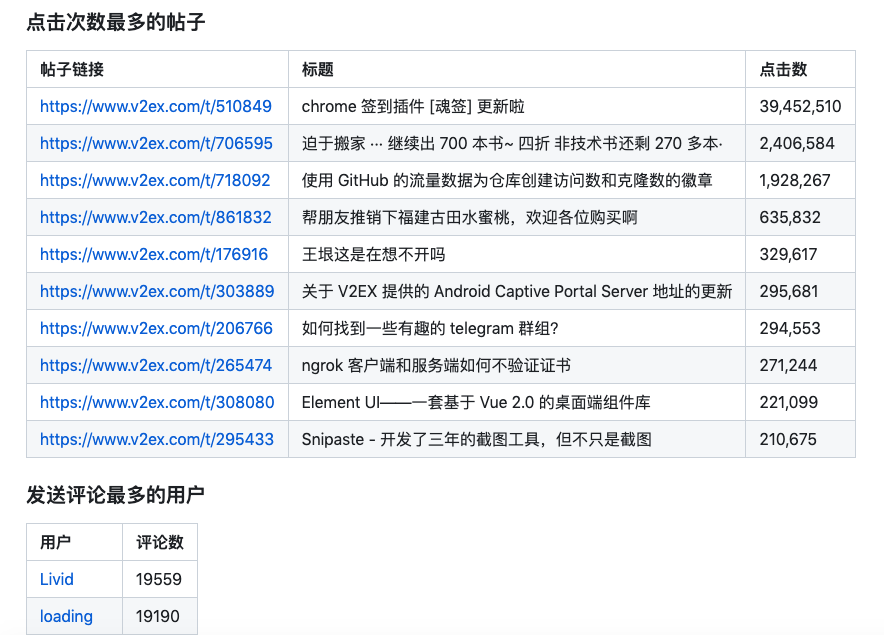 点击次数最多的帖子
帖子链接 标题 点击数
https://www.v2ex.com/t/510849 chrome 签到插件 [魂签] 更新啦 39,452,510
https://www.v2ex.com/t/706595 迫于搬家 ··· 继续出 700 本书~ 四折 非技术书还剩 270 多本· 2,406,584
https://www.v2ex.com/t/718092 使用 GitHub 的流量数据为仓库创建访问数和克隆数的徽章 1,928,267
https://www.v2ex.com/t/861832 帮朋友推销下福建古田水蜜桃，欢迎各位购买啊 635,832
https://www.v2ex.com/t/176916 王垠这是在想不开吗 329,617
https://www.v2ex.com/t/303889 关于 V2EX 提供的 Android Captive Portal Server 地址的更新 295,681
https://www.v2ex.com/t/206766 如何找到一些有趣的 telegram 群组? 294,553
https://www.v2ex.com/t/265474 ngrok 客户端和服务端如何不验证证书 271,244
https://www.v2ex.com/t/308080 Element UI——一套基于 Vue 2.0 的桌面端组件库 221,099
https://www.v2ex.com/t/295433 Snipaste - 开发了三年的截图工具，但不只是截图 210,675
发送评论最多的用户
用户 评论数
Livid 19559
loading 19190